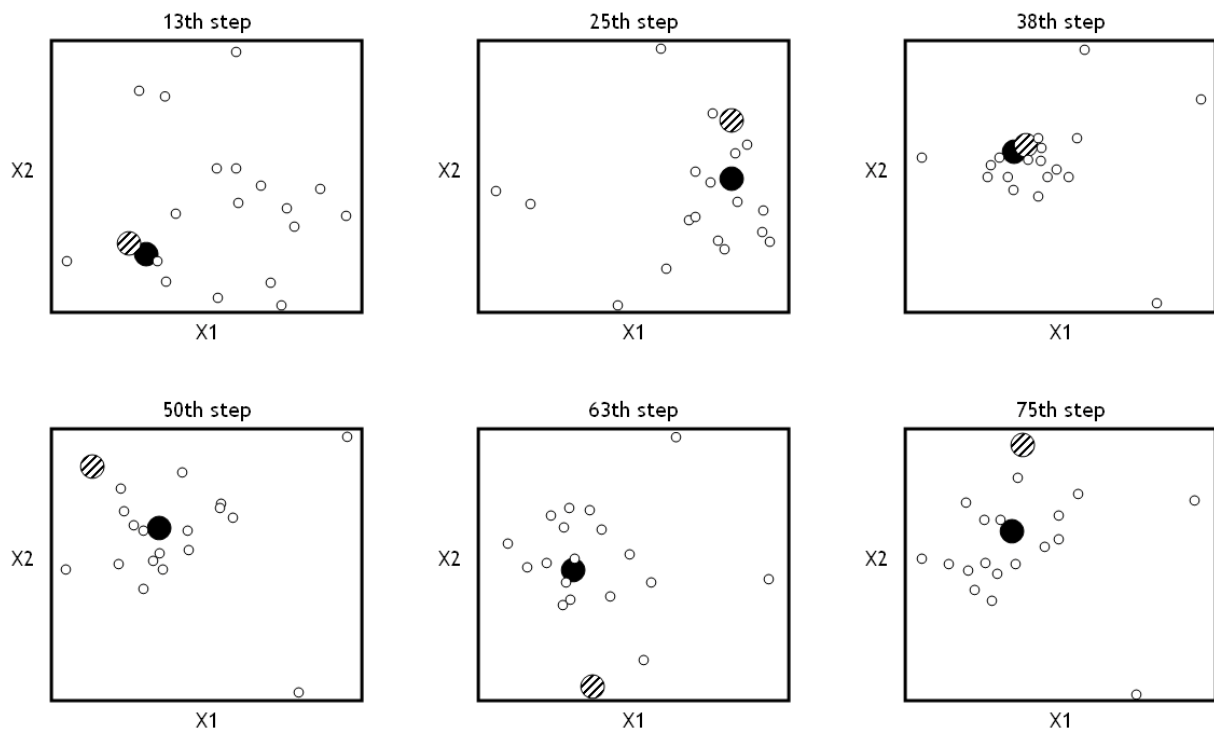 13th step
25th step
38th step
X2
X2
X2
X1
X1
X1
50th step
63th step
75th step
X2
X2
X2
X1
X1
X1